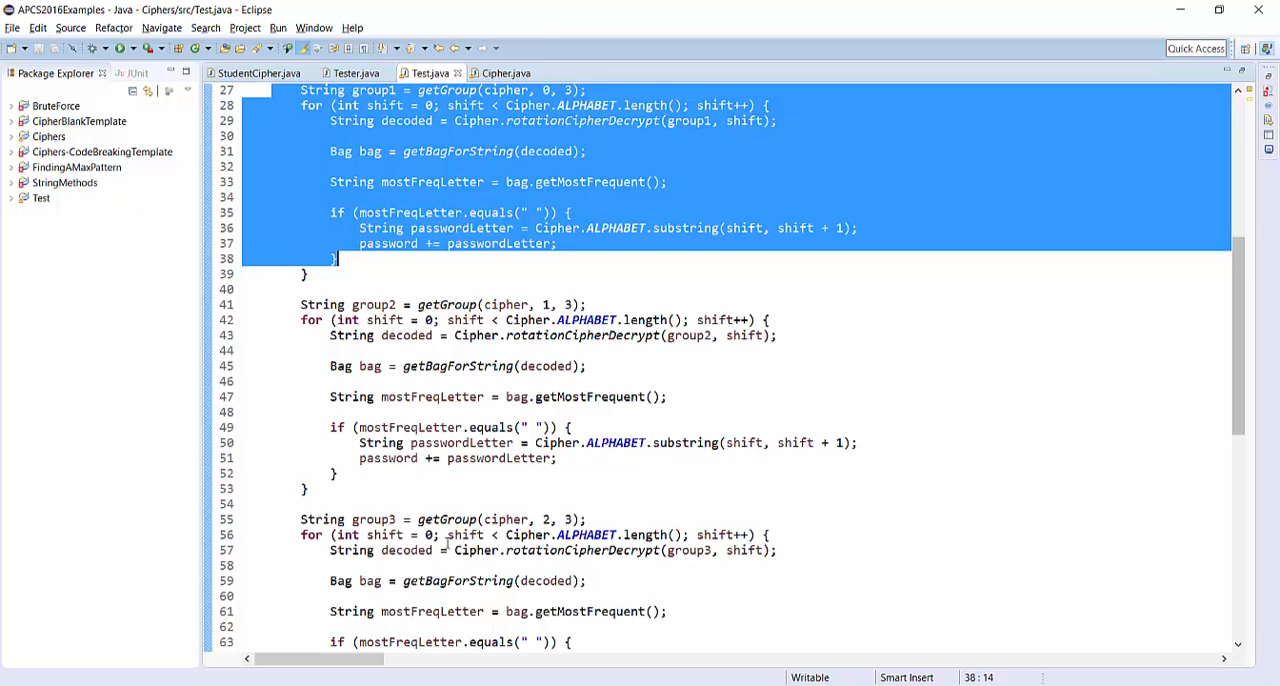 APCS2016Examples - Java - Ciphers/src/Test.java - Eclipse
File Edit Source Refactor Navigate Search Project Run Window Help
Quick Access
Package Explorer JUnit
StudentCipher.java Tester.java Test.java Cipher.java
BruteForce
CipherBlankTemplate
Ciphers
Ciphers-CodeBreakingTemplate
FindingAMaxPattern
StringMethods
Test
27 String group1 = getGroup(cipher, 0, 3);
28 for (int shift = 0; shift < Cipher.ALPHABET.length(); shift++) {
29 String decoded = Cipher.rotationCipherDecrypt(group1, shift);
30
31 Bag bag = getBagForString(decoded);
32
33 String mostFreqLetter = bag.getMostFrequent();
34
35 if (mostFreqLetter.equals(" ")) {
36 String passwordLetter = Cipher.ALPHABET.substring(shift, shift + 1);
37 password += passwordLetter;
38 }
39 }
40
41 String group2 = getGroup(cipher, 1, 3);
42 for (int shift = 0; shift < Cipher.ALPHABET.length(); shift++) {
43 String decoded = Cipher.rotationCipherDecrypt(group2, shift);
44
45 Bag bag = getBagForString(decoded);
46
47 String mostFreqLetter = bag.getMostFrequent();
48
49 if (mostFreqLetter.equals(" ")) {
50 String passwordLetter = Cipher.ALPHABET.substring(shift, shift + 1);
51 password += passwordLetter;
52 }
53 }
54
55 String group3 = getGroup(cipher, 2, 3);
56 for (int shift = 0; shift < Cipher.ALPHABET.length(); shift++) {
57 String decoded = Cipher.rotationCipherDecrypt(group3, shift);
58
59 Bag bag = getBagForString(decoded);
60
61 String mostFreqLetter = bag.getMostFrequent();
62
63 if (mostFreqLetter.equals(" ")) {
Writable Smart Insert 38 : 14